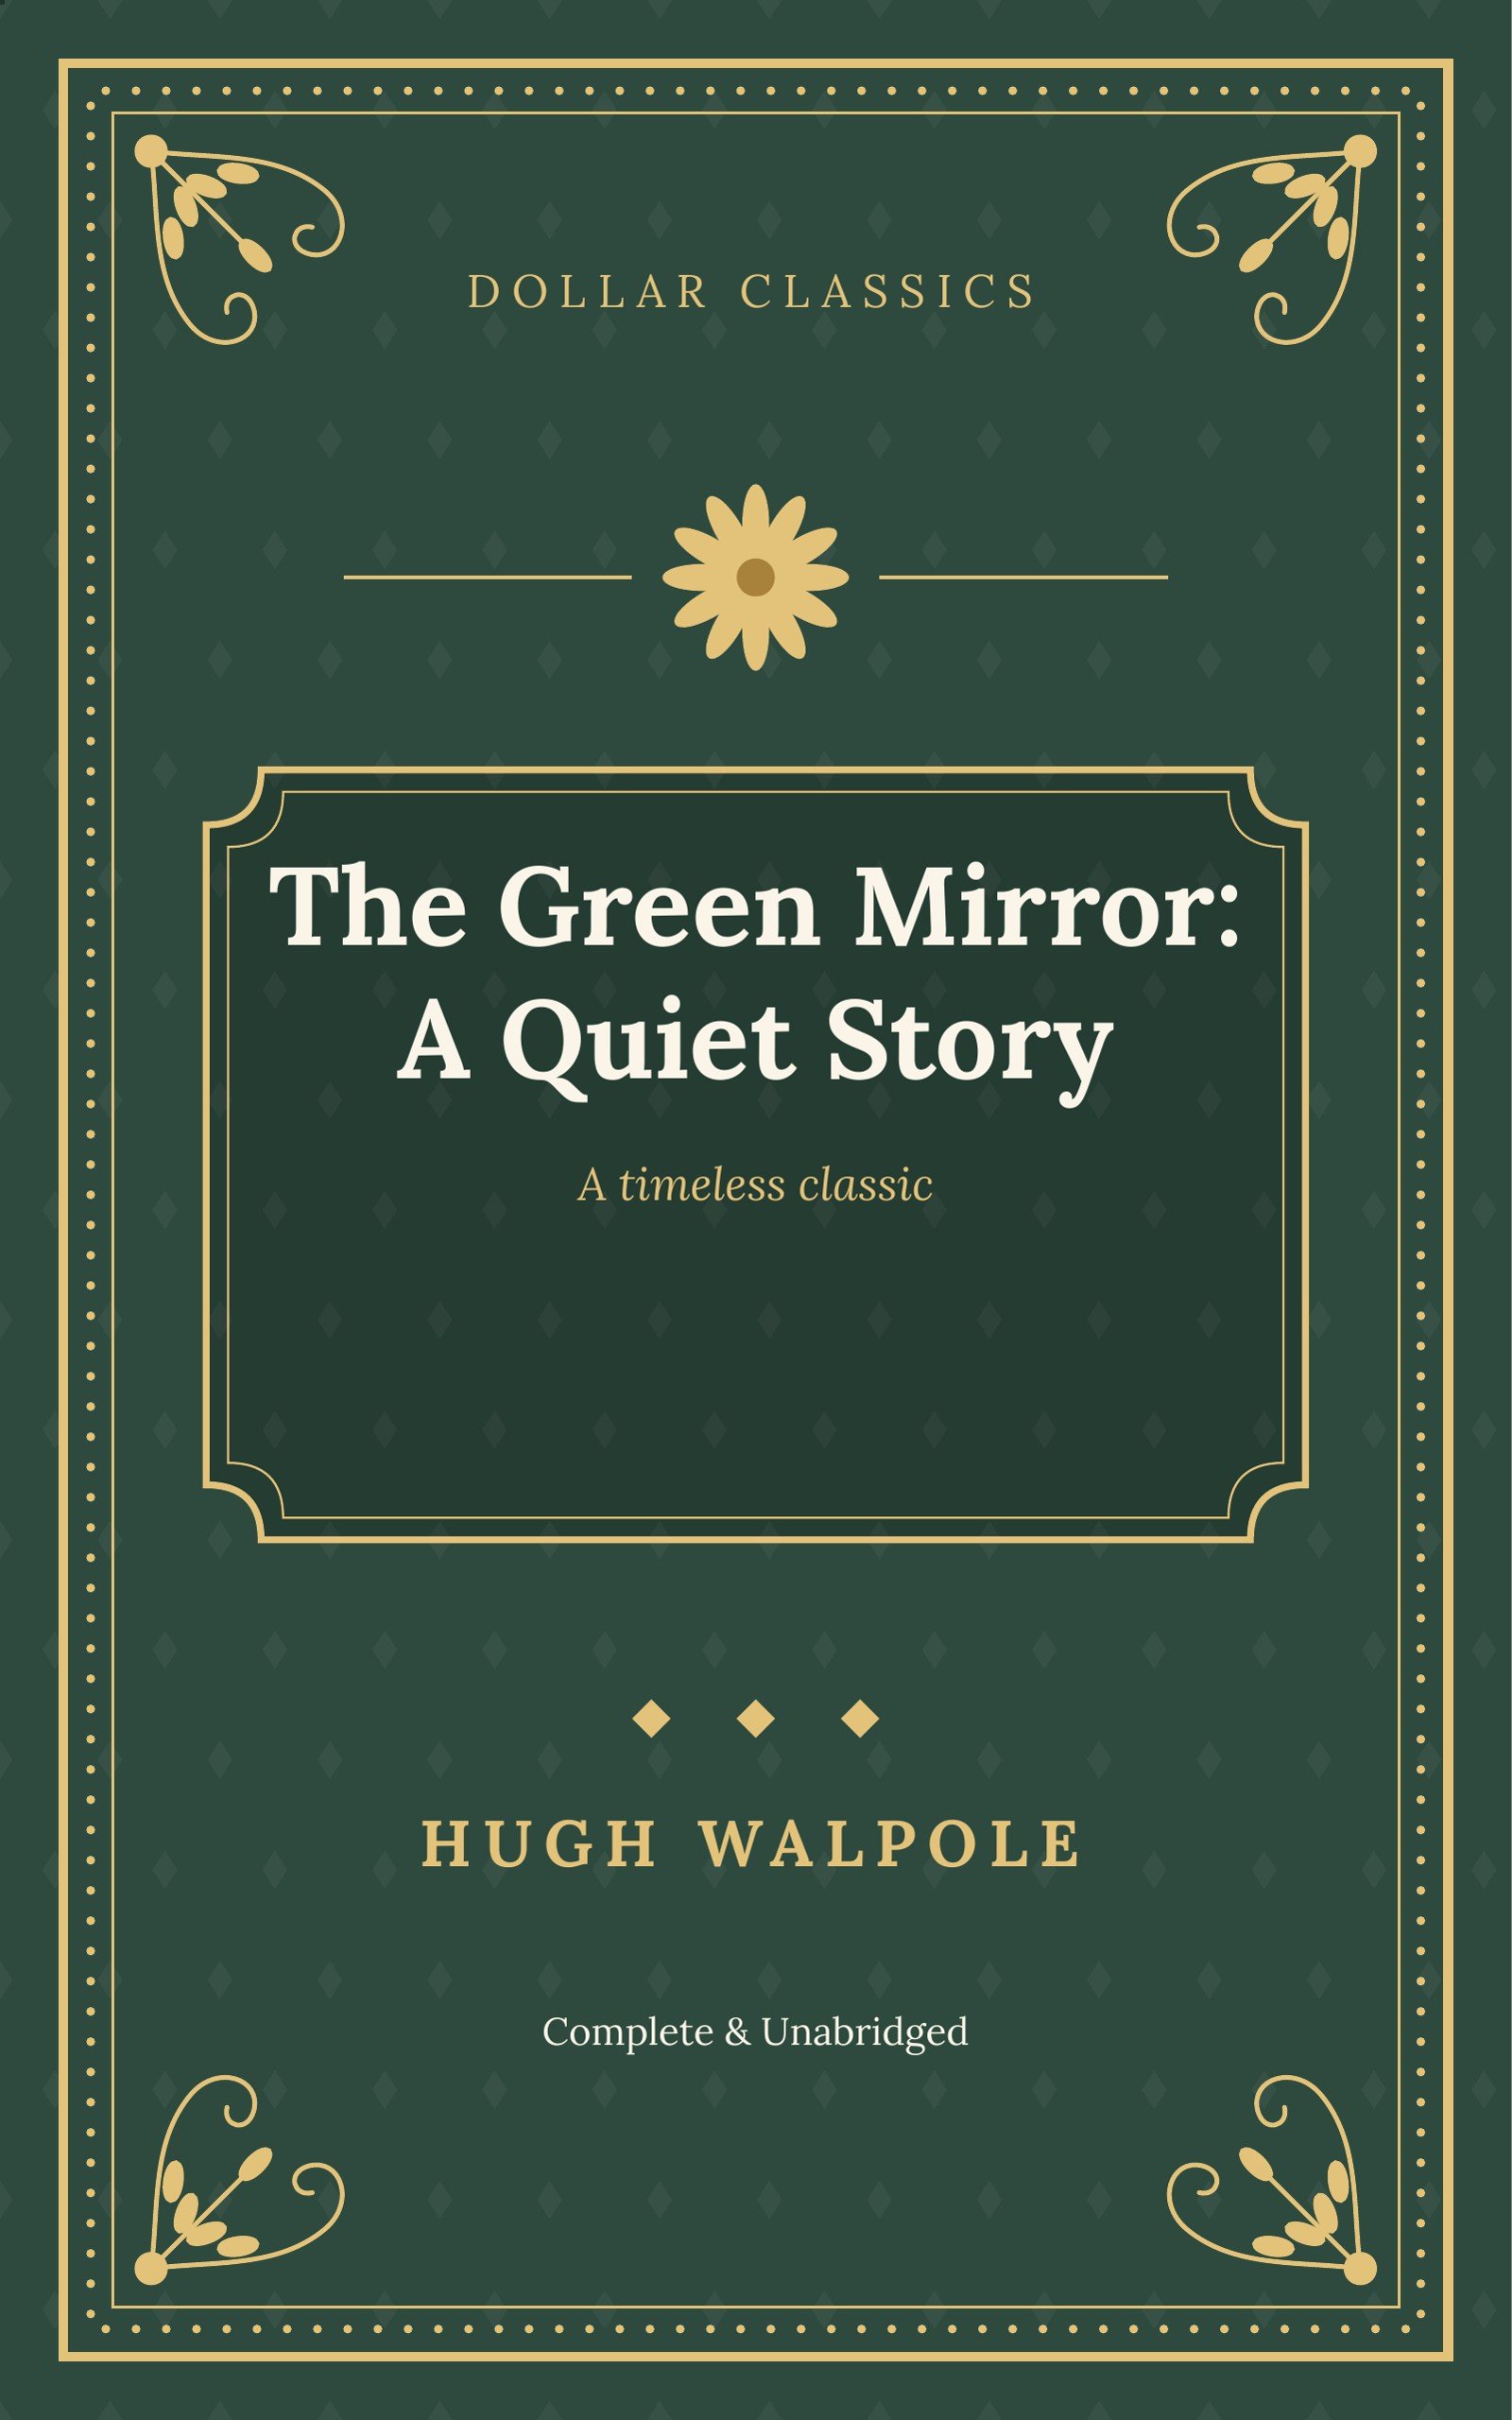 DOLLAR CLASSICS
The Green Mirror:
A Quiet Story
A timeless classic
HUGH WALPOLE
Complete & Unabridged